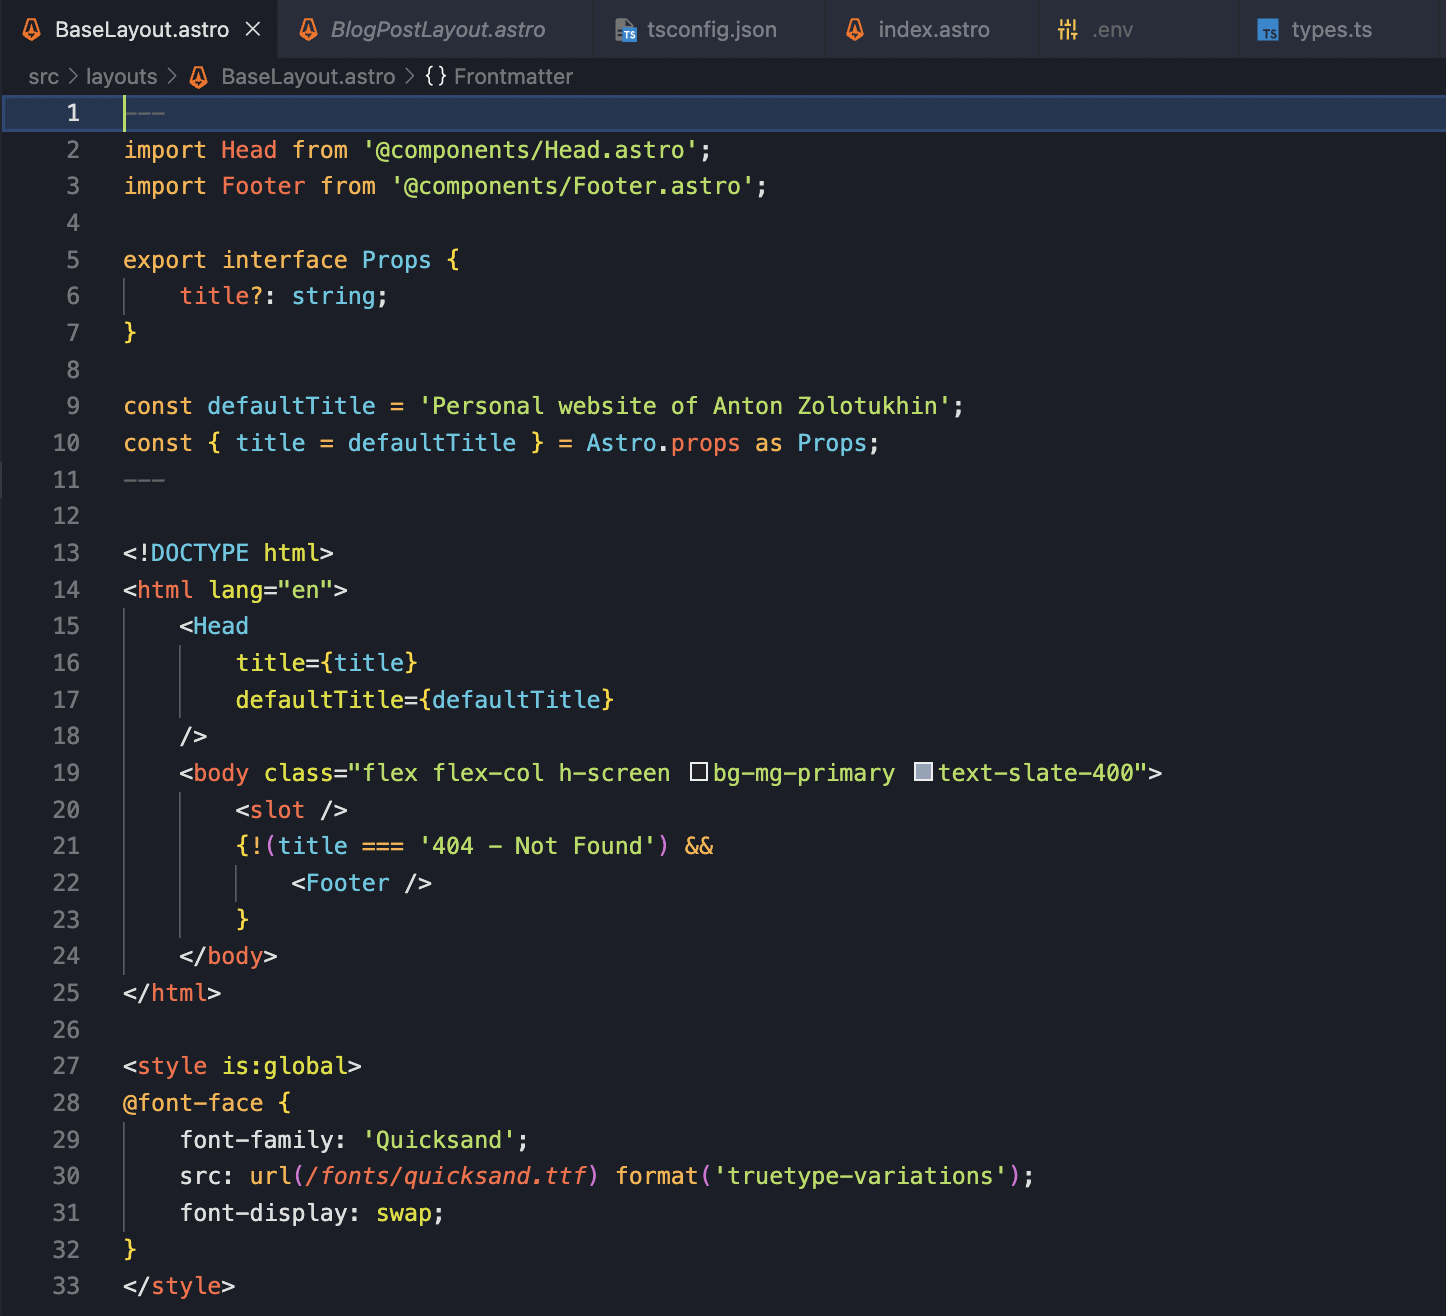 BaseLayout.astro BlogPostLayout.astro tsconfig.json index.astro .env types.ts
src > layouts > BaseLayout.astro > {} Frontmatter
1 ---
2 import Head from '@components/Head.astro';
3 import Footer from '@components/Footer.astro';
4
5 export interface Props {
6     title?: string;
7 }
8
9 const defaultTitle = 'Personal website of Anton Zolotukhin';
10 const { title = defaultTitle } = Astro.props as Props;
11 ---
12
13 <!DOCTYPE html>
14 <html lang="en">
15     <Head
16         title={title}
17         defaultTitle={defaultTitle}
18     />
19     <body class="flex flex-col h-screen bg-mg-primary text-slate-400">
20         <slot />
21         {!(title === '404 - Not Found') &&
22             <Footer />
23         }
24     </body>
25 </html>
26
27 <style is:global>
28 @font-face {
29     font-family: 'Quicksand';
30     src: url(/fonts/quicksand.ttf) format('truetype-variations');
31     font-display: swap;
32 }
33 </style>